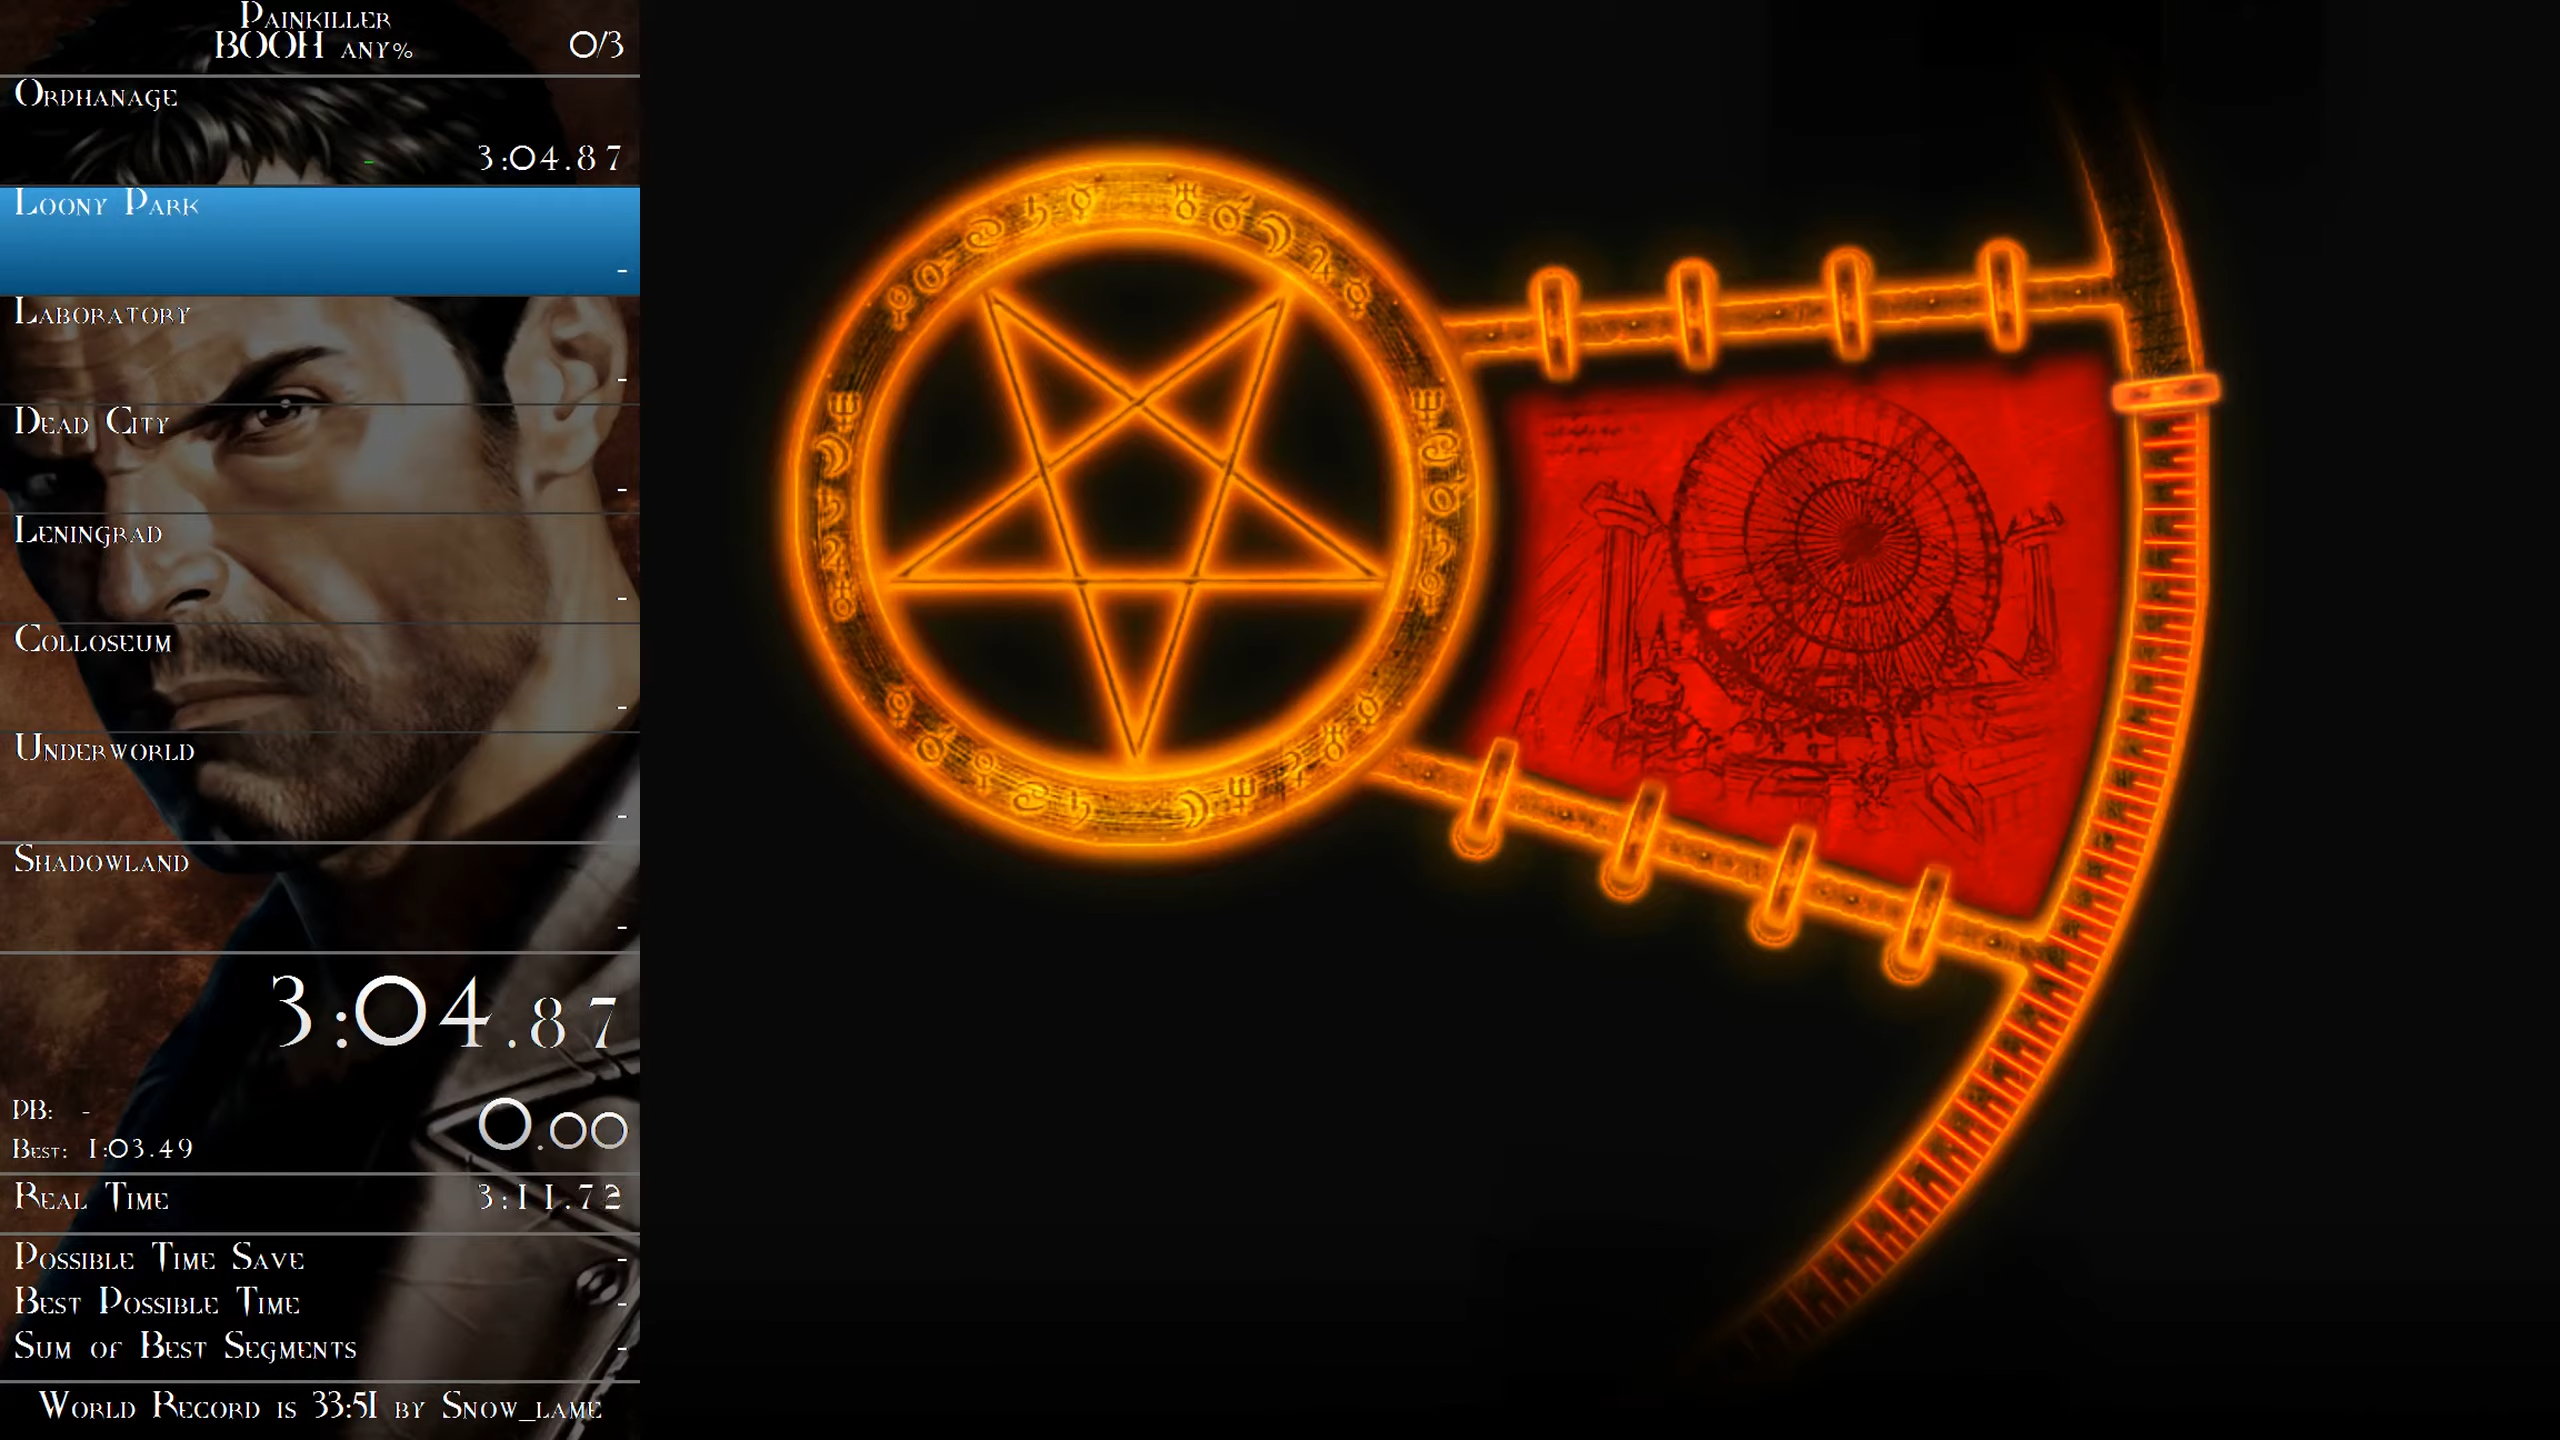 Painkiller
BOOH any%
0/3
Orphanage
- 3:04.87
Loony Park
-
Laboratory
-
Dead City
-
Leningrad
-
Colloseum
-
Underworld
-
Shadowland
-
3:04.87
PB: -
0.00
Best: 1:03.49
Real Time 3:11.72
Possible Time Save -
Best Possible Time -
Sum of Best Segments -
World Record is 33:51 by Snow_lame